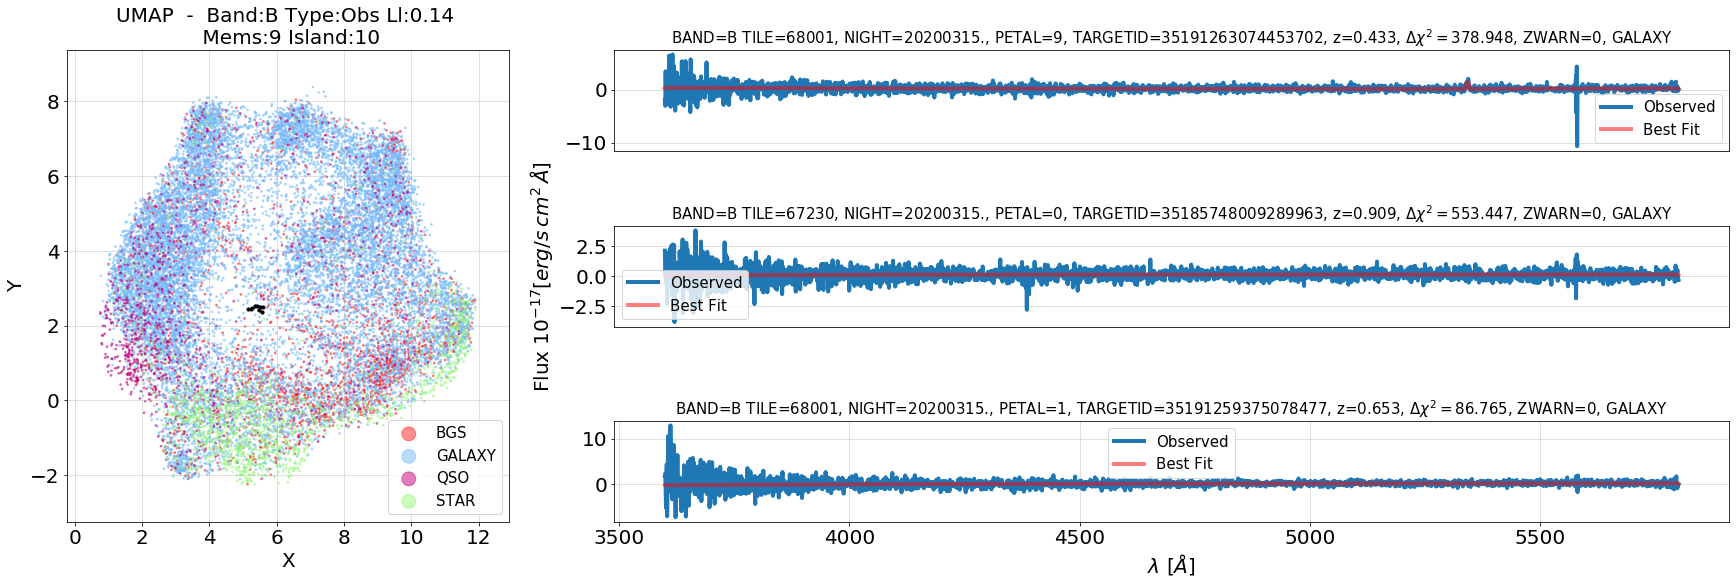 UMAP - Band:B Type:Obs Ll:0.14
Mems:9 Island:10
Y
8
6
4
2
0
−2
0 2 4 6 8 10 12
X
BGS
GALAXY
QSO
STAR
Flux 10⁻¹⁷[erg/s cm² Å]
BAND=B TILE=68001, NIGHT=20200315., PETAL=9, TARGETID=35191263074453702, z=0.433, Δχ² = 378.948, ZWARN=0, GALAXY
0
−10
Observed
Best Fit
BAND=B TILE=67230, NIGHT=20200315., PETAL=0, TARGETID=35185748009289963, z=0.909, Δχ² = 553.447, ZWARN=0, GALAXY
2.5
0.0
−2.5
Observed
Best Fit
BAND=B TILE=68001, NIGHT=20200315., PETAL=1, TARGETID=35191259375078477, z=0.653, Δχ² = 86.765, ZWARN=0, GALAXY
10
0
Observed
Best Fit
3500 4000 4500 5000 5500
λ [Å]